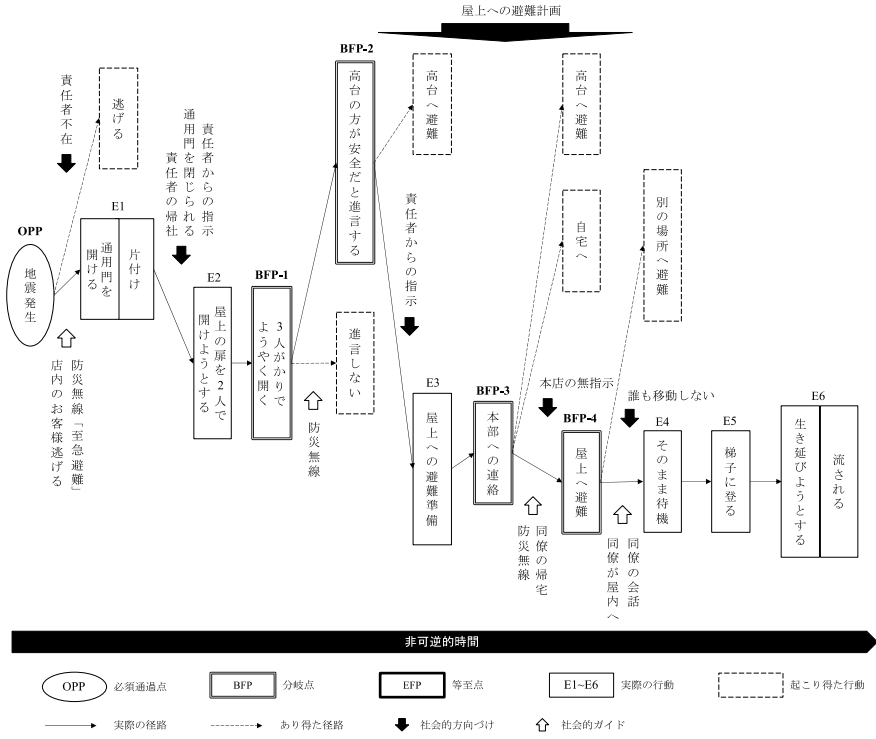 屋上への避難計画
責任者不在
逃げる
OPP
地震発生
E1
通用門を
開ける
片付け
防災無線「至急避難」
店内のお客様逃げる
責任者からの指示
通用門を閉じられる
責任者の帰社
E2
屋上の扉を2人で
開けようとする
BFP-1
3人がかりで
ようやく開く
BFP-2
高台の方が安全だと進言する
進言しない
防災無線
高台へ避難
責任者からの指示
E3
屋上への避難準備
BFP-3
本部への連絡
高台へ避難
自宅へ
別の場所へ避難
本店の無指示
BFP-4
屋上へ避難
同僚の帰宅
防災無線
誰も移動しない
E4
そのまま待機
同僚の会話
同僚が屋内へ
E5
梯子に登る
E6
生き延びようとする
流される
非可逆的時間
OPP
必須通過点
BFP
分岐点
EFP
等至点
E1~E6
実際の行動
起こり得た行動
実際の径路
あり得た径路
社会的方向づけ
社会的ガイド